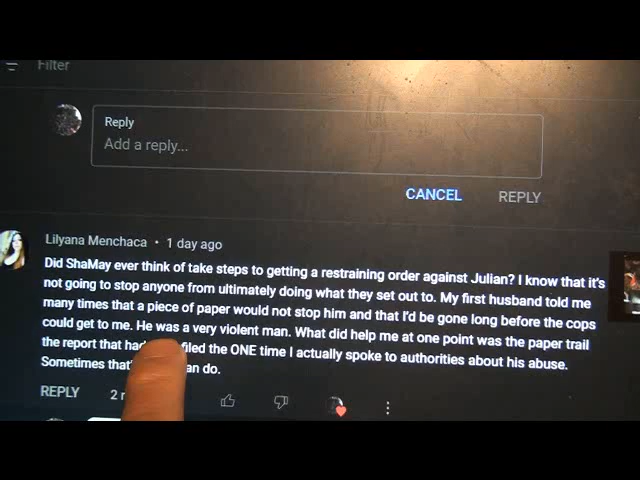 Filter
Reply
Add a reply...
CANCEL REPLY
Lilyana Menchaca • 1 day ago
Did ShaMay ever think of take steps to getting a restraining order against Julian? I know that it's
not going to stop anyone from ultimately doing what they set out to. My first husband told me
many times that a piece of paper would not stop him and that I'd be gone long before the cops
could get to me. He was a very violent man. What did help me at one point was the paper trail
the report that had filed the ONE time I actually spoke to authorities about his abuse.
Sometimes that' an do.
REPLY 2